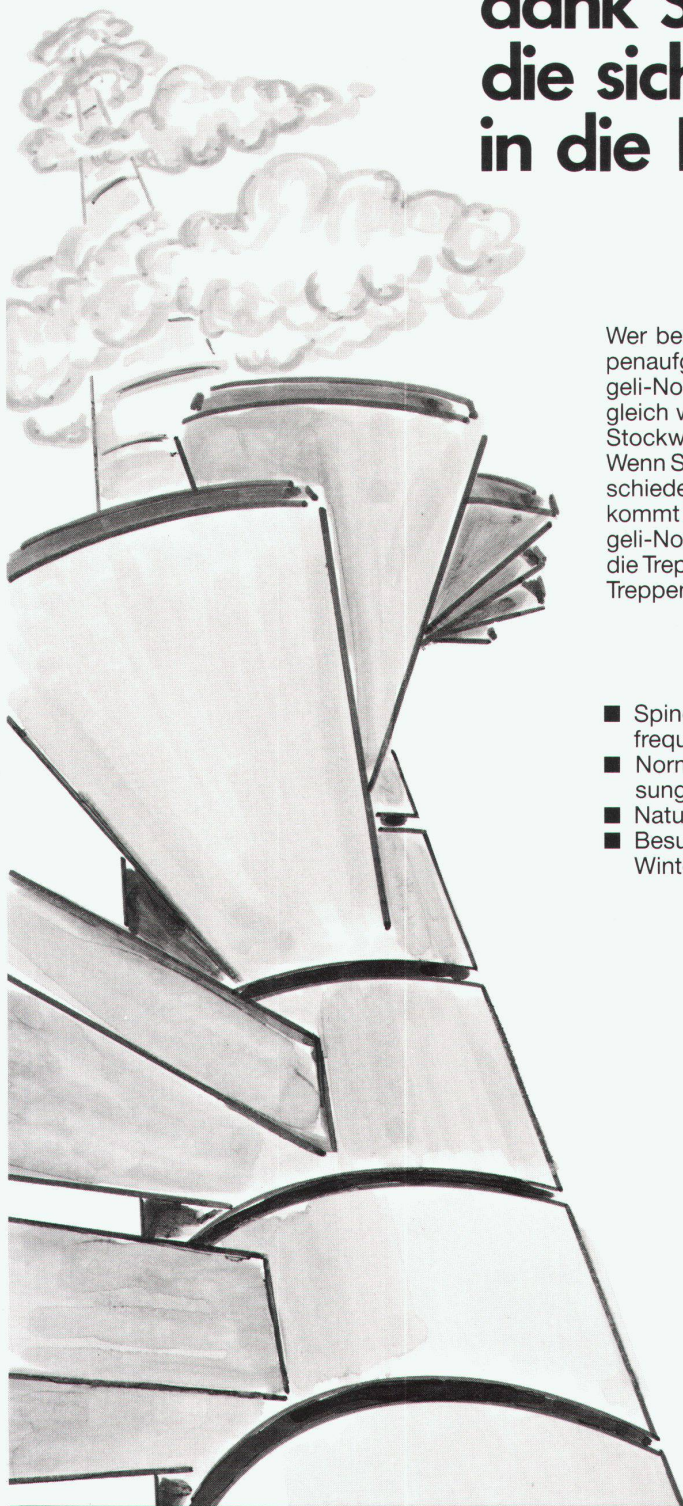 dank S
die sich
in die
Wer be
penaufg
geli-No
gleich w
Stockw
Wenn S
schiede
kommt
geli-No
die Trep
Treppen
■ Spin
frequ
■ Norm
sung
■ Natu
■ Besu
Wint